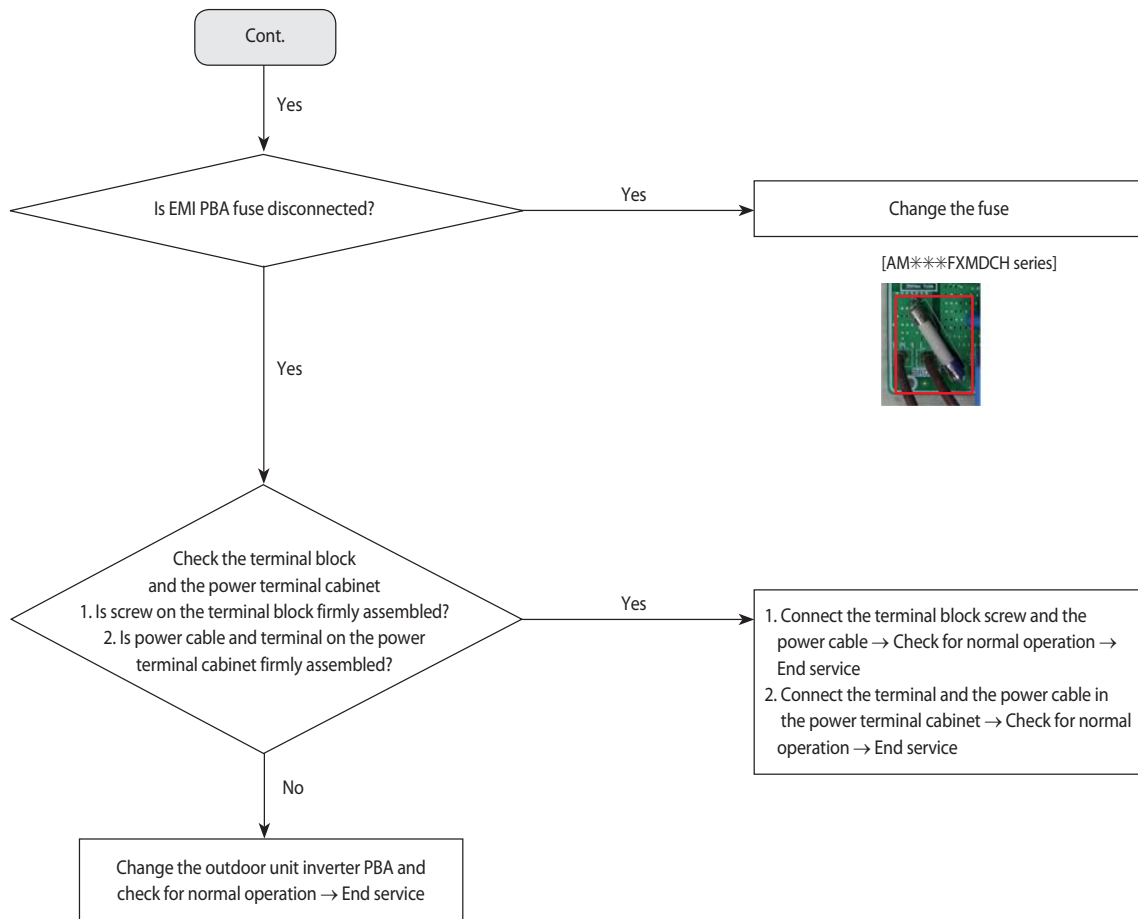 Cont.
Yes
Is EMI PBA fuse disconnected?
Yes
Change the fuse
[AM✳✳✳FXMDCH series]
Yes
Check the terminal block
and the power terminal cabinet
1. Is screw on the terminal block firmly assembled?
2. Is power cable and terminal on the power
terminal cabinet firmly assembled?
Yes
1. Connect the terminal block screw and the
power cable → Check for normal operation →
End service
2. Connect the terminal and the power cable in
the power terminal cabinet → Check for normal
operation → End service
No
Change the outdoor unit inverter PBA and
check for normal operation → End service